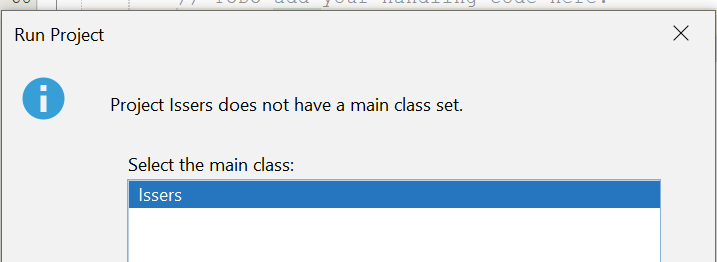 // TODO add your handling code here:
Run Project
Project Issers does not have a main class set.
Select the main class:
Issers